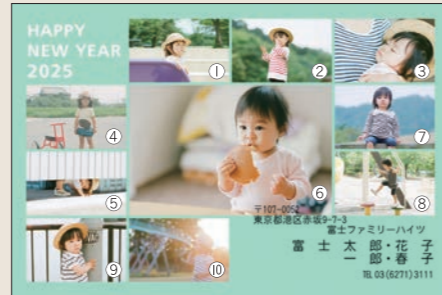 HAPPY
NEW YEAR
2025
①
②
③
④
⑤
⑥
⑦
⑧
⑨
⑩
〒107-0052
東京都港区赤坂9-7-3
富士ファミリーハイツ
富士太郎・花子
一郎・春子
TEL 03(6271)3111